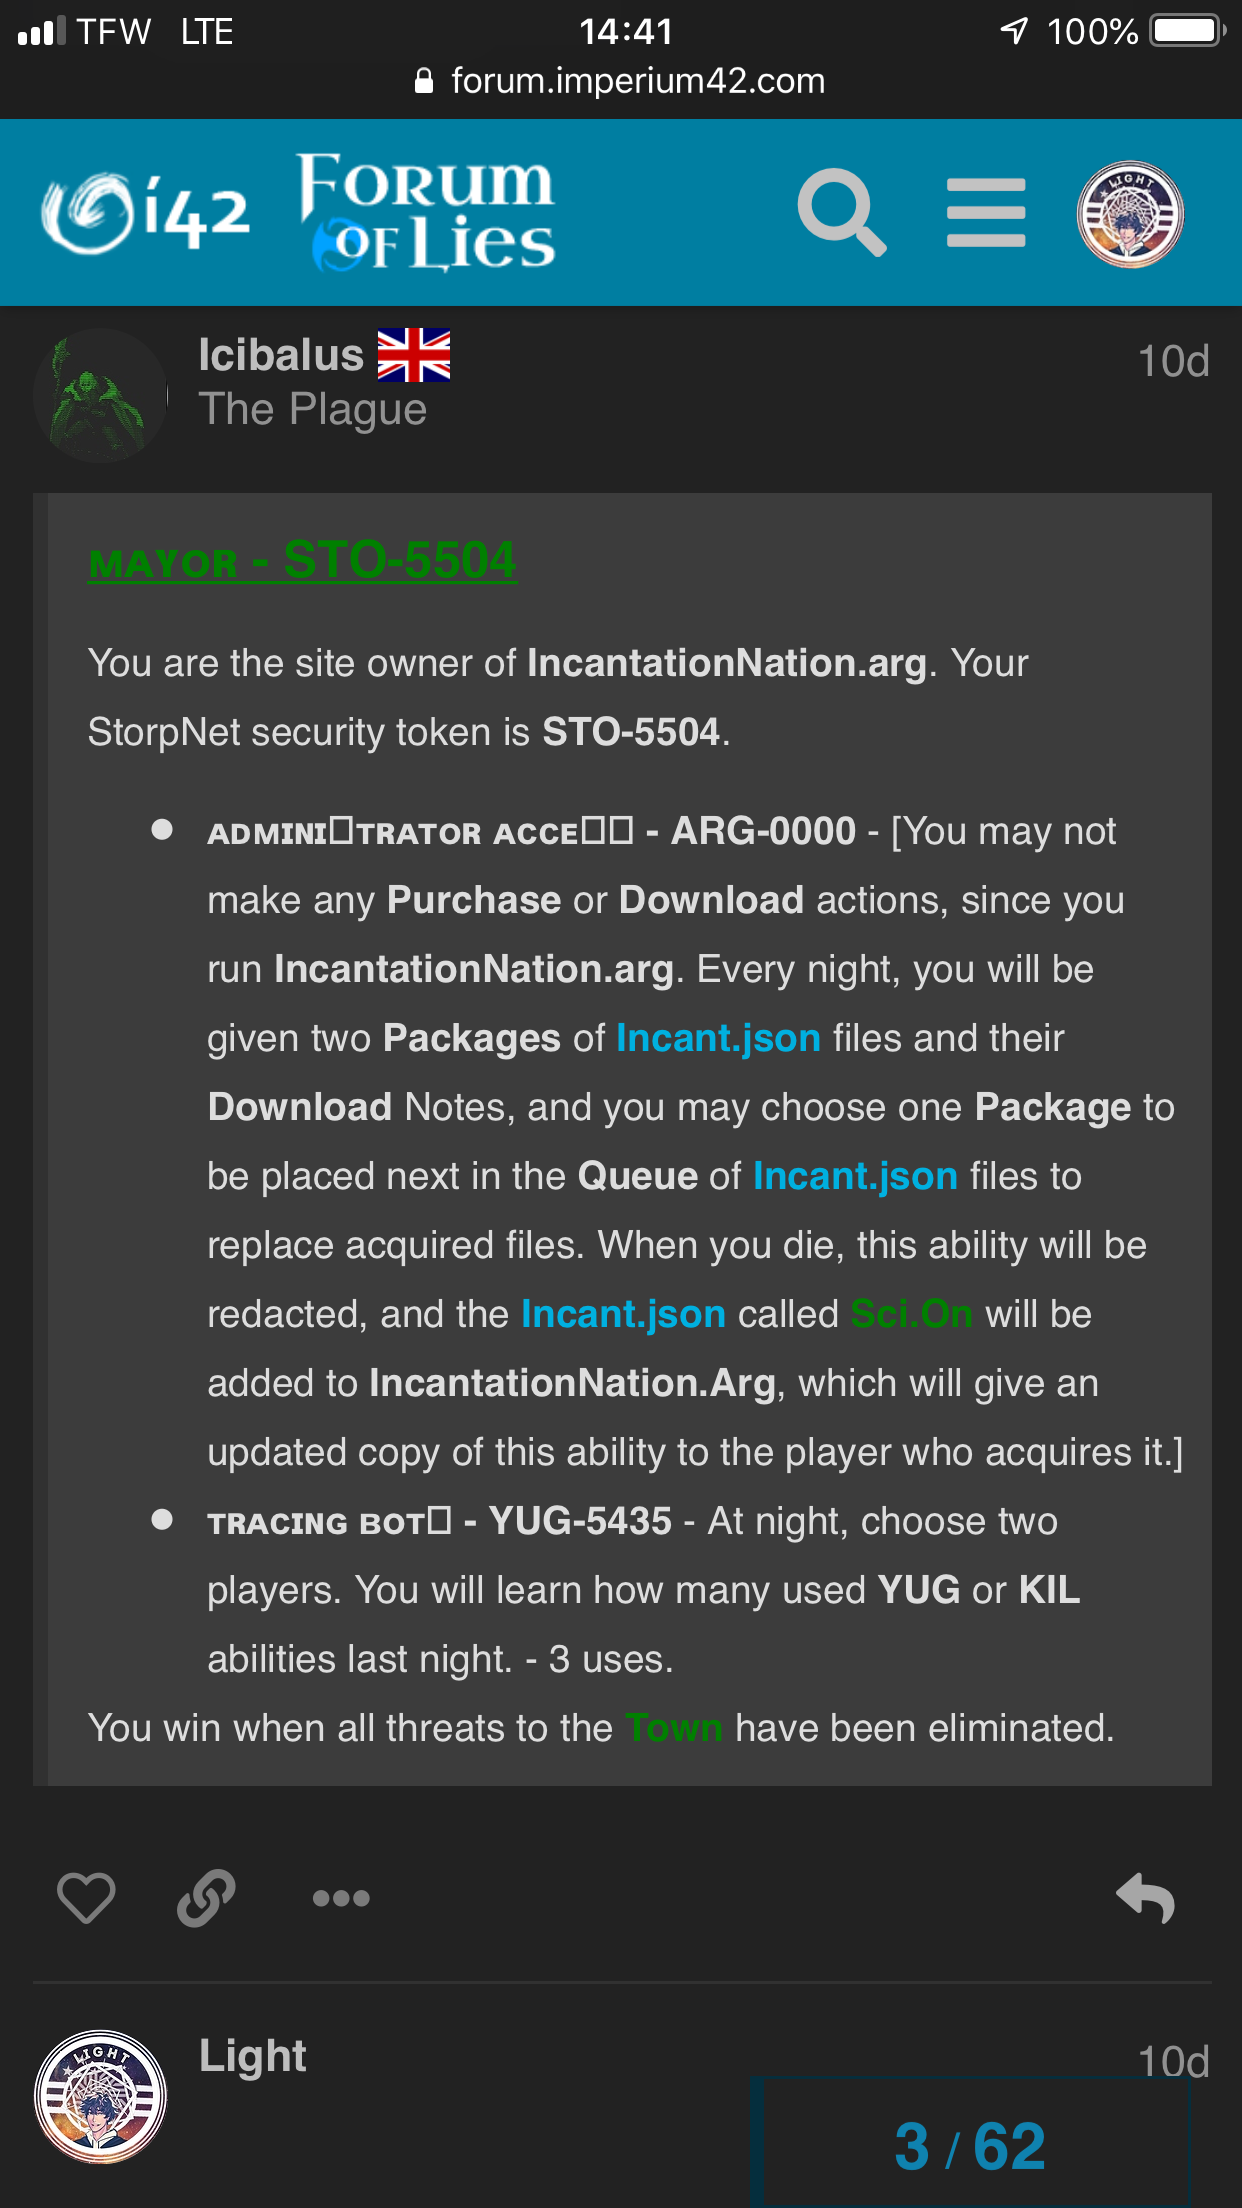 TFW LTE 14:41 100%
forum.imperium42.com
i42 Forum of Lies
Icibalus 10d
The Plague
ᴍᴀʏᴏʀ - STO-5504
You are the site owner of IncantationNation.arg. Your
StorpNet security token is STO-5504.
• ᴀᴅᴍɪɴɪ□ᴛʀᴀᴛᴏʀ ᴀᴄᴄᴇ□□ - ARG-0000 - [You may not
make any Purchase or Download actions, since you
run IncantationNation.arg. Every night, you will be
given two Packages of Incant.json files and their
Download Notes, and you may choose one Package to
be placed next in the Queue of Incant.json files to
replace acquired files. When you die, this ability will be
redacted, and the Incant.json called Sci.On will be
added to IncantationNation.Arg, which will give an
updated copy of this ability to the player who acquires it.]
• ᴛʀᴀᴄɪɴɢ ʙᴏᴛ□ - YUG-5435 - At night, choose two
players. You will learn how many used YUG or KIL
abilities last night. - 3 uses.
You win when all threats to the Town have been eliminated.
Light 10d
3 / 62